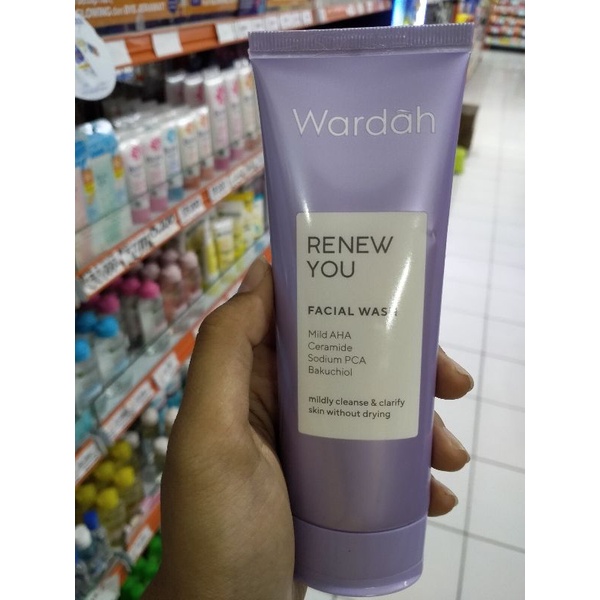 Wardah
RENEW
YOU
FACIAL WASH
Mild AHA
Ceramide
Sodium PCA
Bakuchiol
mildly cleanse & clarify
skin without drying